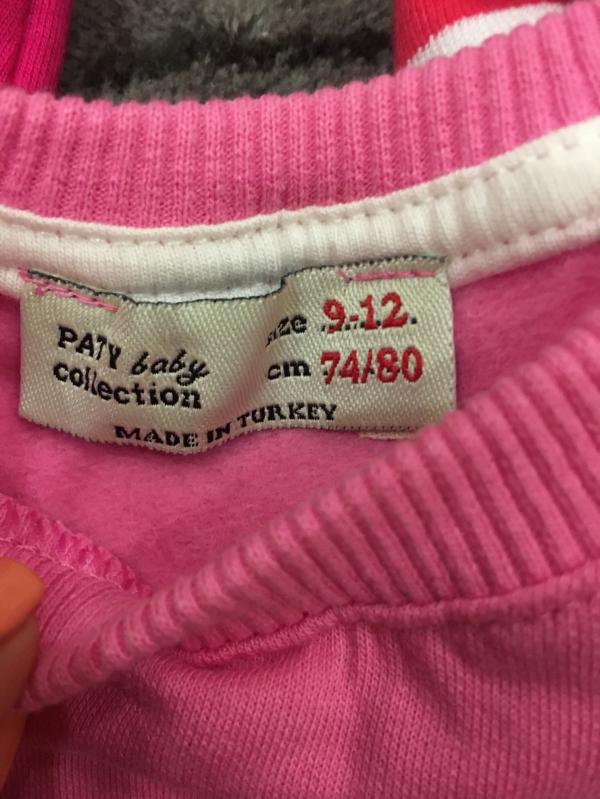 PATY baby
collection
size 9-12.
cm 74/80
MADE IN TURKEY